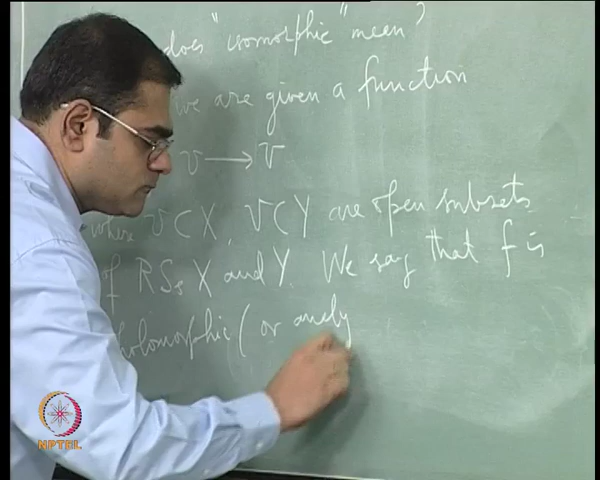 does "isomorphic" mean?
we are given a function
U → V
where U ⊂ X, V ⊂ Y are open subsets
of RSs X and Y. We say that f is
holomorphic (or analy
NPTEL